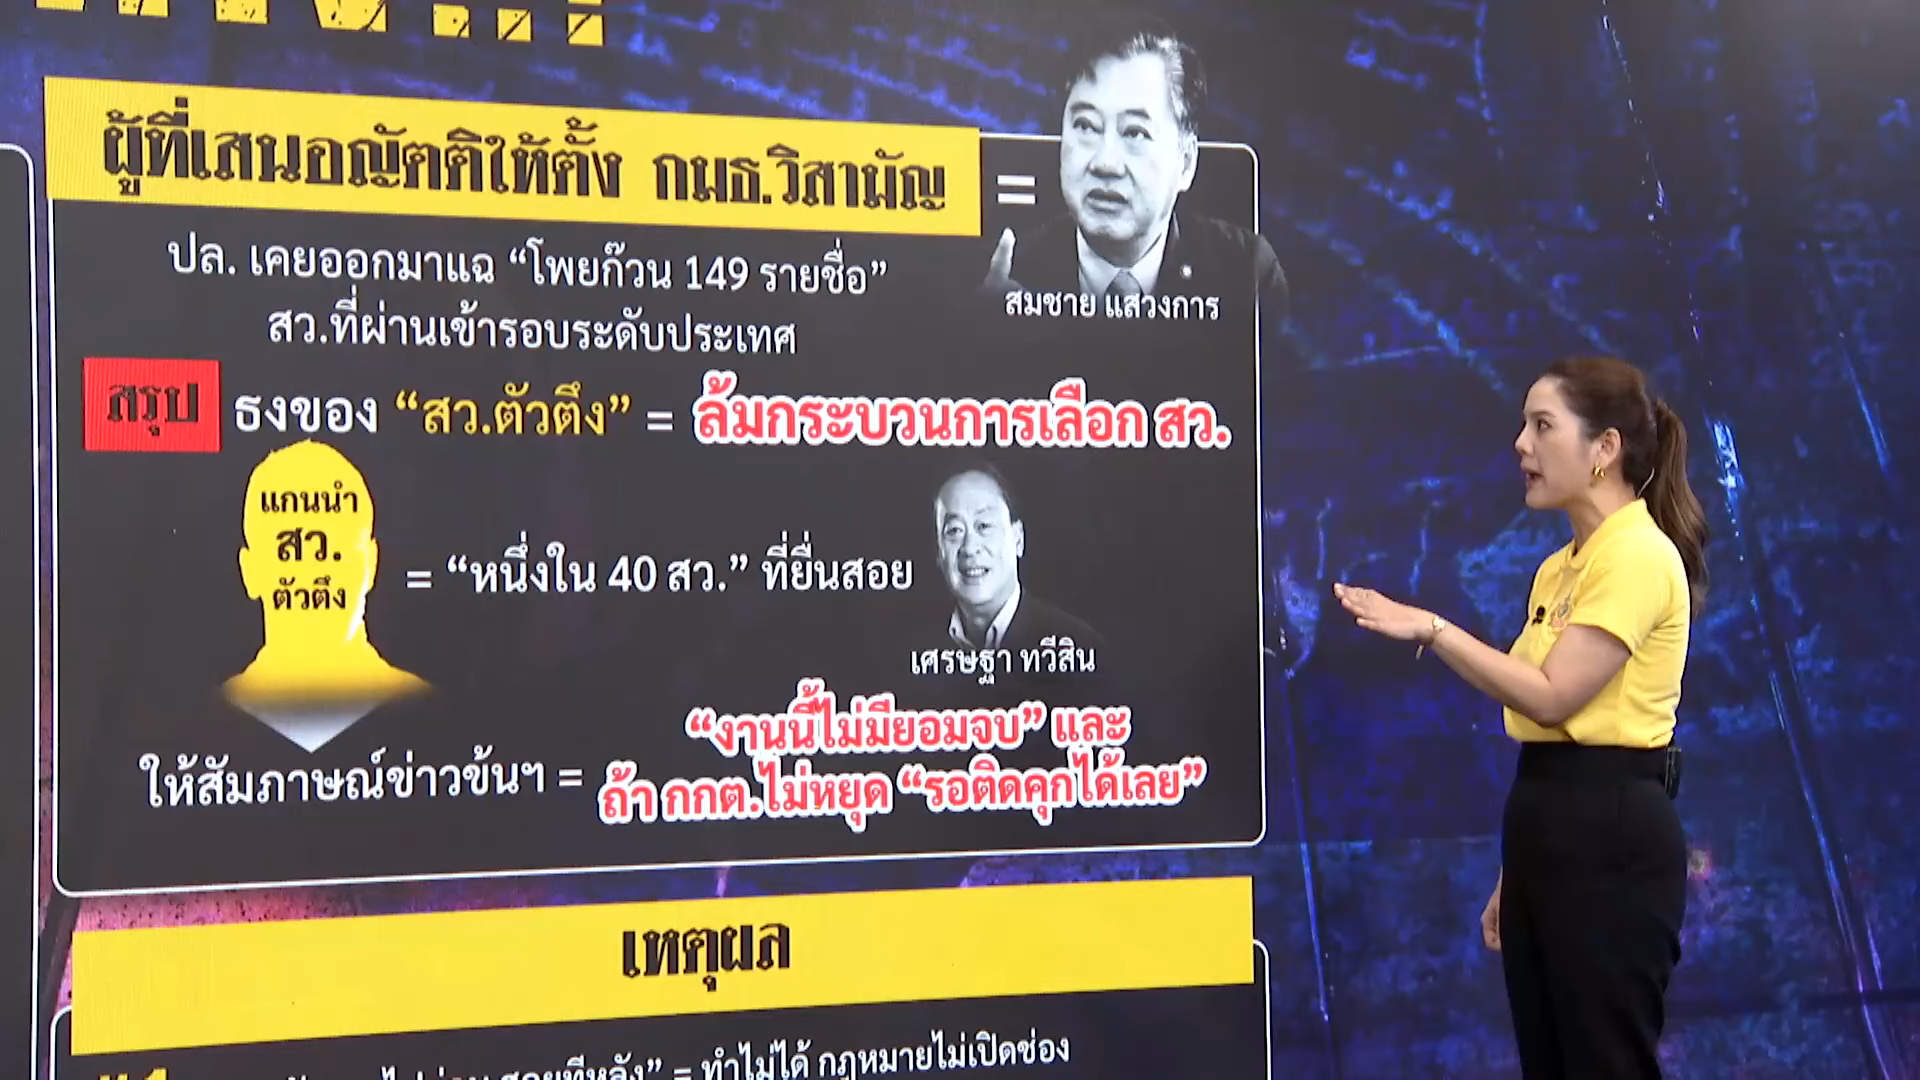 ผู้ที่เสนอญัตติให้ตั้ง กมธ.วิสามัญ =
ปล. เคยออกมาแฉ “โพยก๊วน 149 รายชื่อ”
สว.ที่ผ่านเข้ารอบระดับประเทศ
สมชาย แสวงการ
สรุป ธงของ “สว.ตัวตึง” = ล้มกระบวนการเลือก สว.
แกนนำ
สว.
ตัวตึง
= “หนึ่งใน 40 สว.” ที่ยื่นสอย
เศรษฐา ทวีสิน
ให้สัมภาษณ์ข่าวข้นฯ =
“งานนี้ไม่มียอมจบ” และ
ถ้า กกต.ไม่หยุด “รอติดคุกได้เลย”
เหตุผล
สอยทีหลัง” = ทำไม่ได้ กฎหมายไม่เปิดช่อง